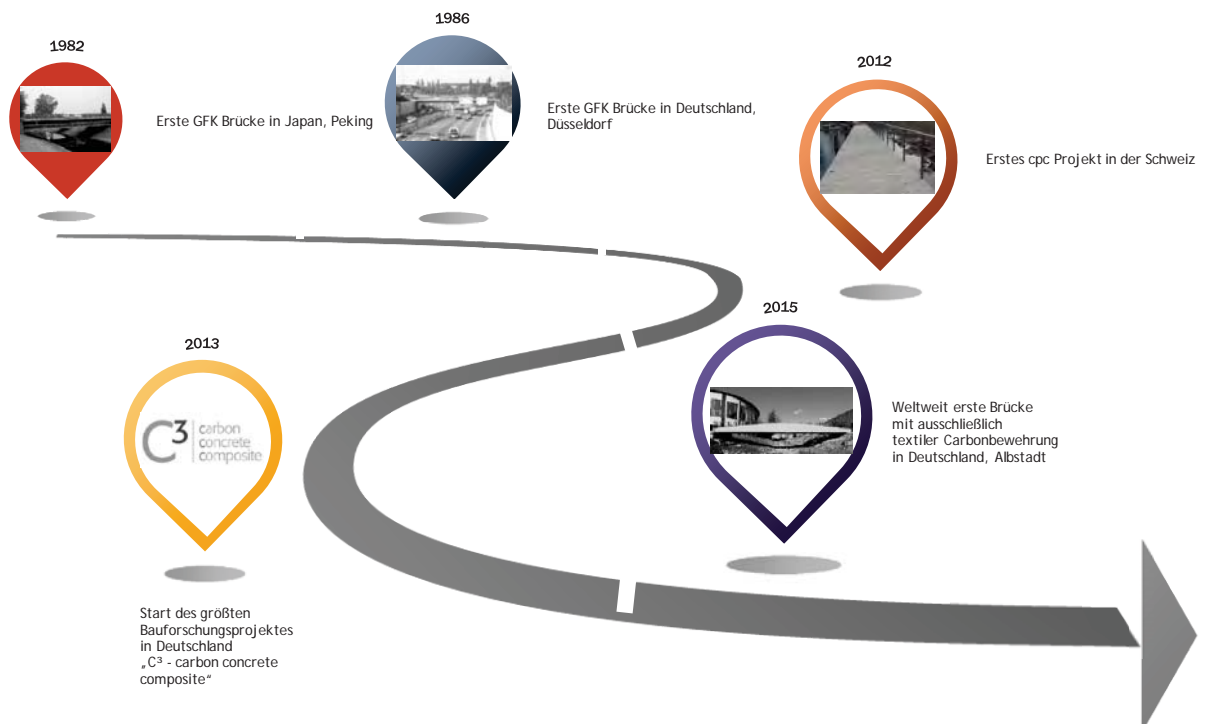 1982
Erste GFK Brücke in Japan, Peking
1986
Erste GFK Brücke in Deutschland,
Düsseldorf
2012
Erstes cpc Projekt in der Schweiz
2013
C³ carbon
concrete
composite
Start des größten
Bauforschungsprojektes
in Deutschland
„C³ - carbon concrete
composite“
2015
Weltweit erste Brücke
mit ausschließlich
textiler Carbonbewehrung
in Deutschland, Albstadt